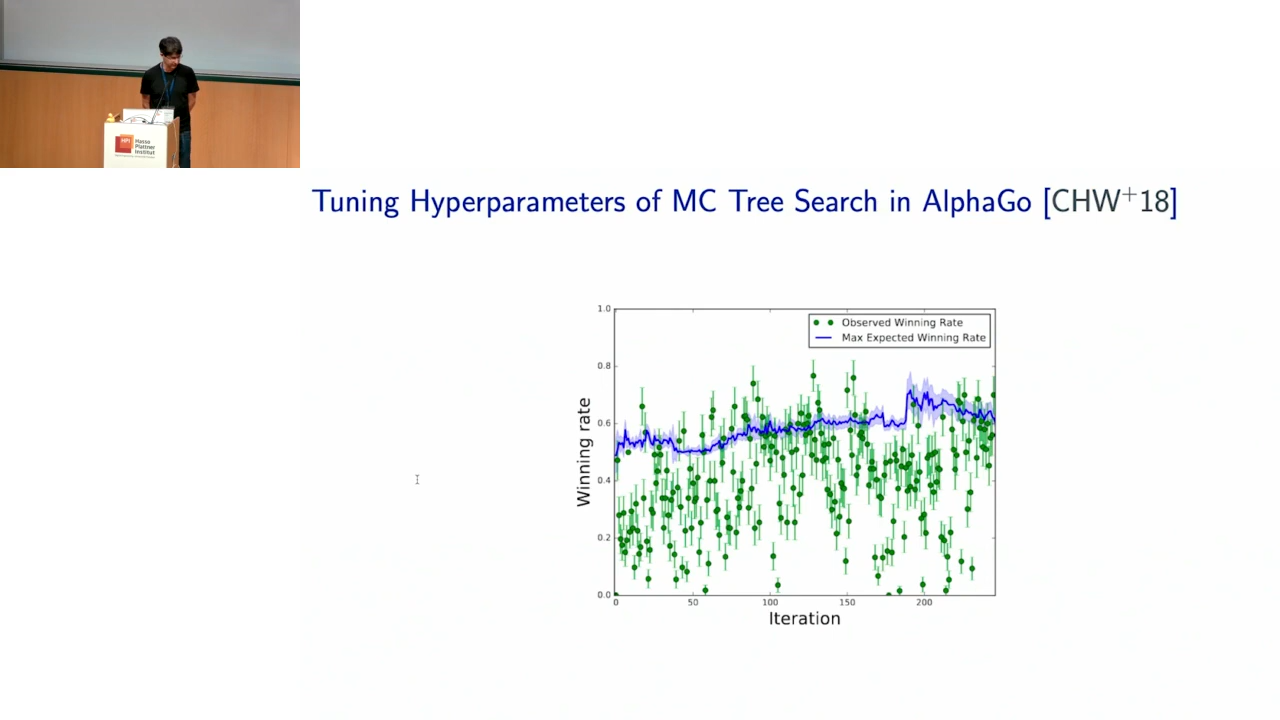 HPI
Hasso
Plattner
Institut
Tuning Hyperparameters of MC Tree Search in AlphaGo [CHW+18]
Observed Winning Rate
Max Expected Winning Rate
Winning rate
1.0
0.8
0.6
0.4
0.2
0.0
0
50
100
150
200
Iteration